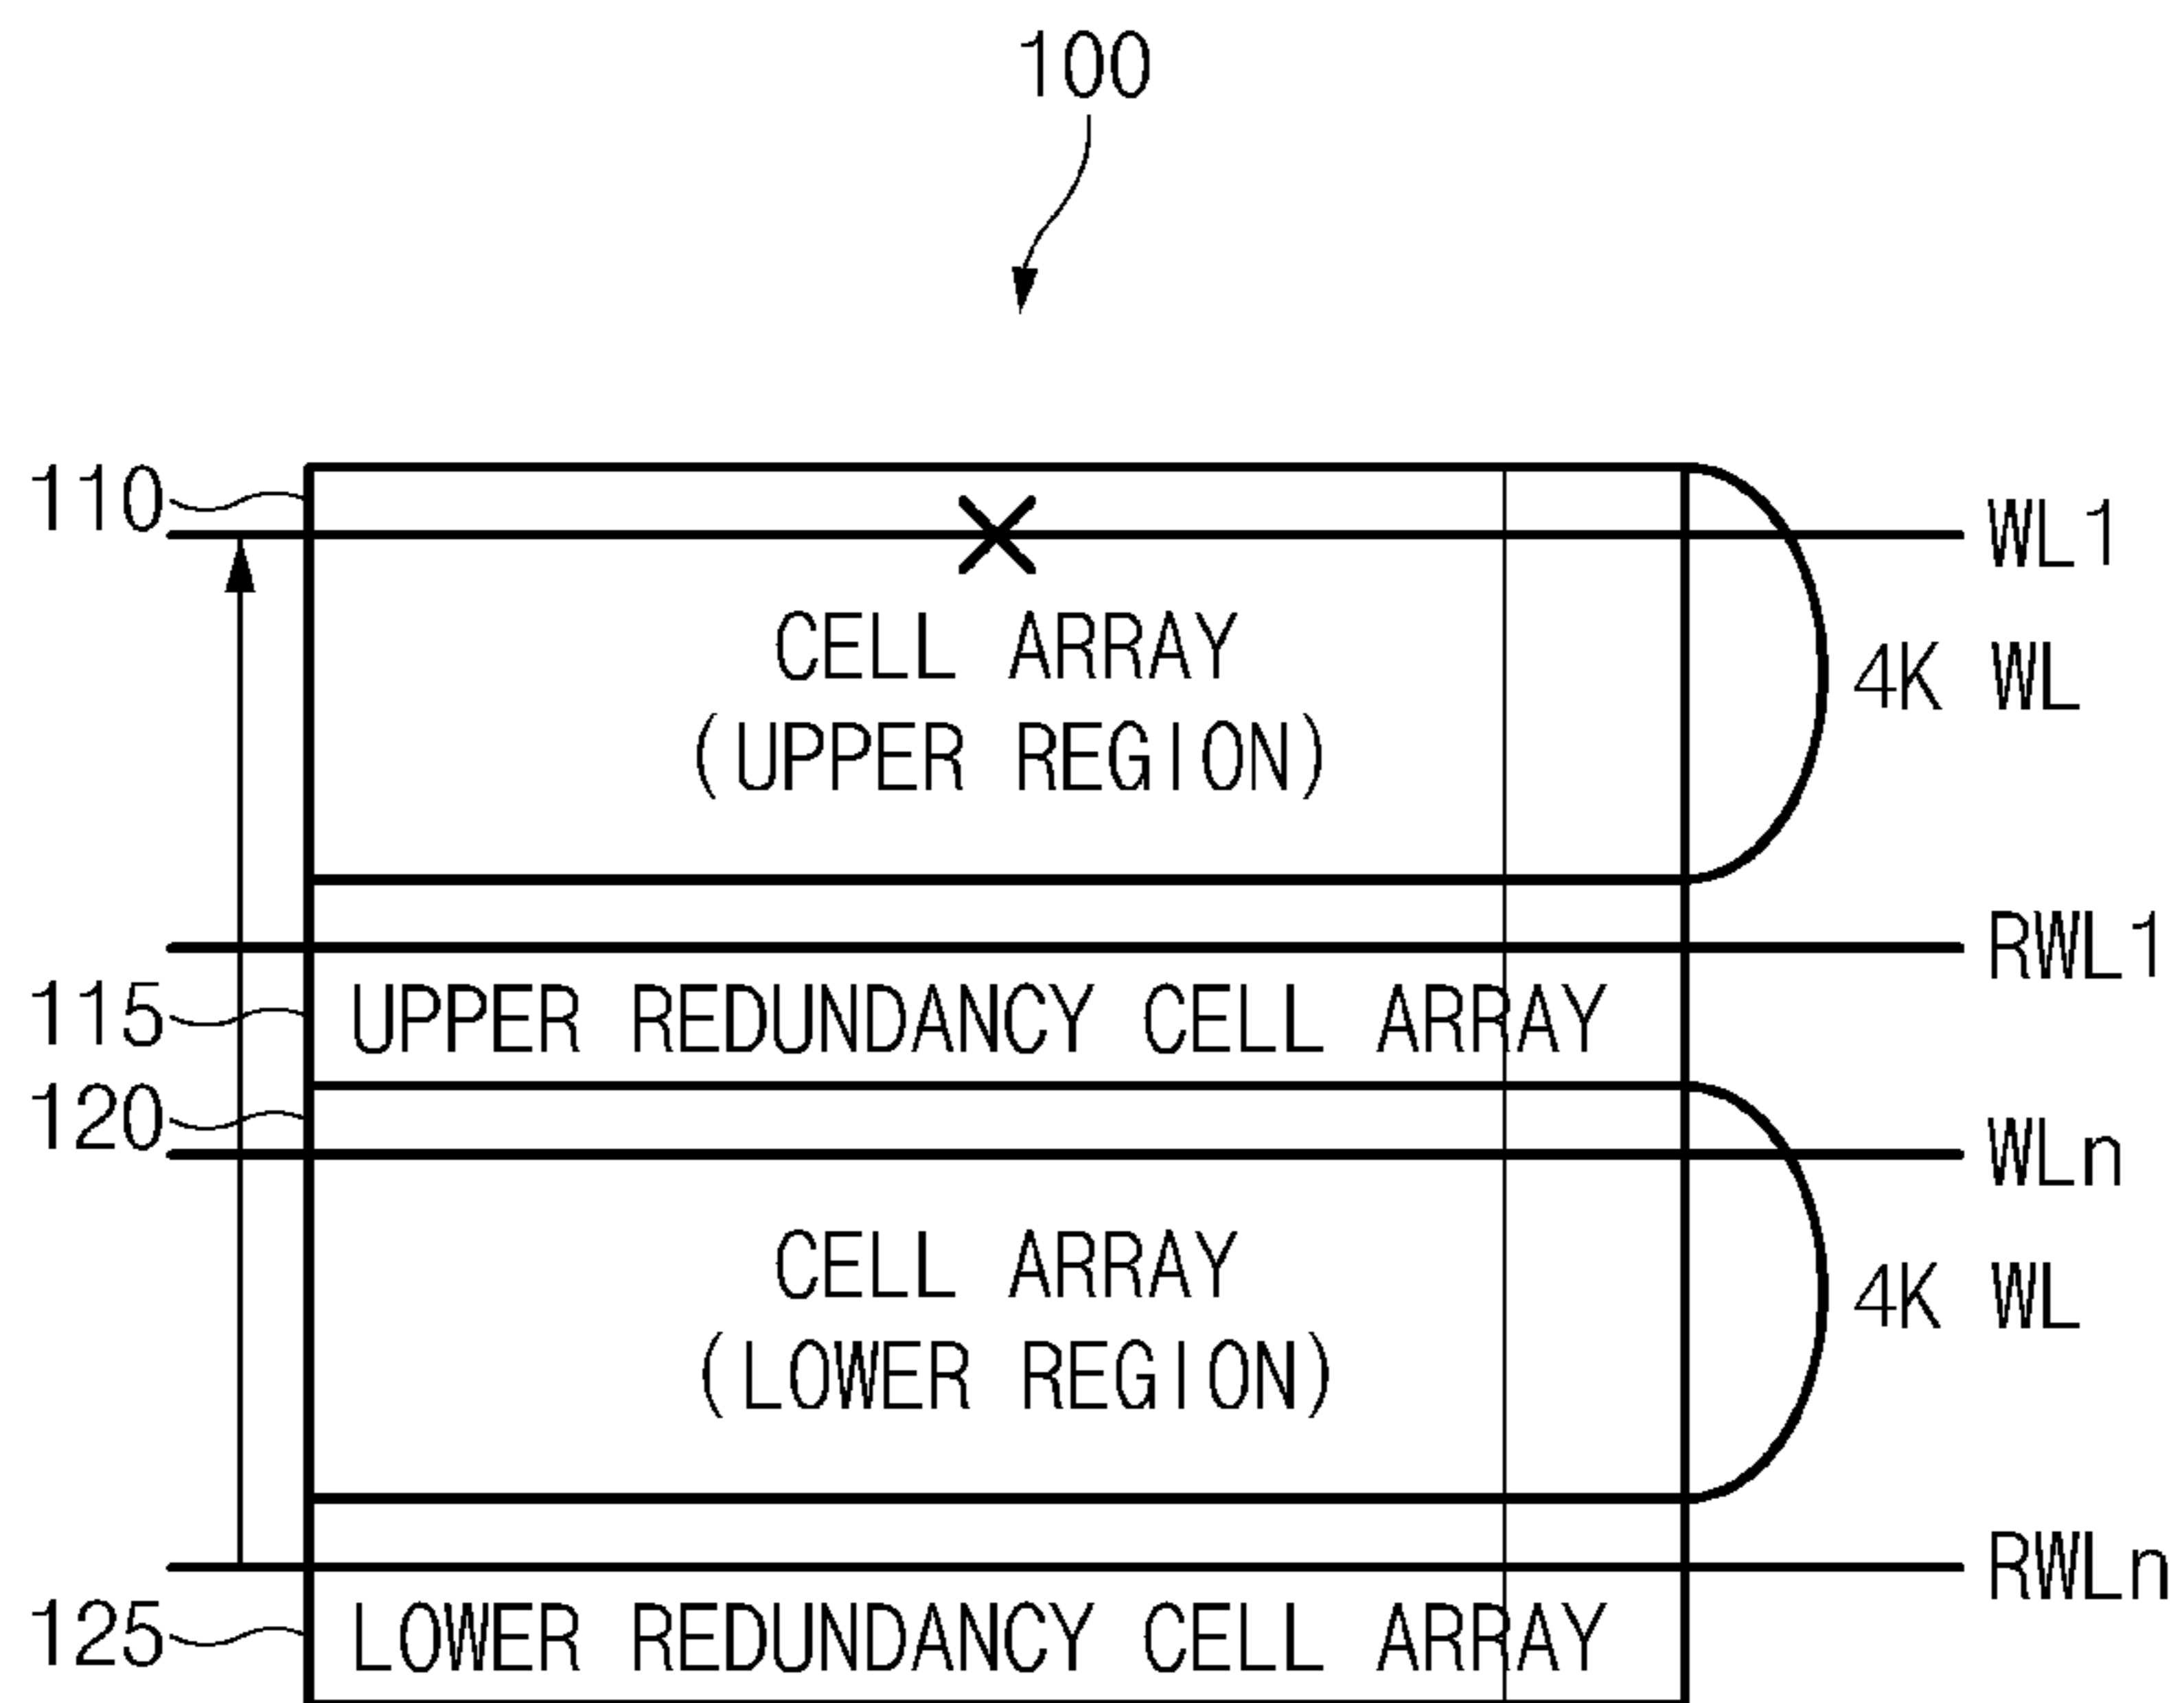 100
110
WL1
CELL ARRAY
(UPPER REGION)
4K WL
RWL1
115
UPPER REDUNDANCY CELL ARRAY
120
WLn
CELL ARRAY
(LOWER REGION)
4K WL
RWLn
125
LOWER REDUNDANCY CELL ARRAY